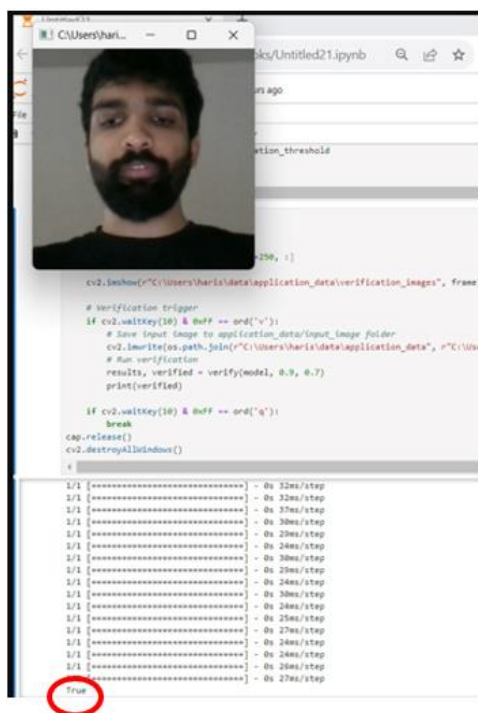 Untitled21
C:\Users\hari...
oks/Untitled21.ipynb
urs ago
File
ation_threshold
+250, :]
cv2.imshow(r"C:\Users\haris\data\application_data\verification_images", frame
# Verification trigger
if cv2.waitKey(10) & 0xFF == ord('v'):
# Save input image to application_data/input_image folder
cv2.imwrite(os.path.join(r"C:\Users\haris\data\application_data", r"C:\Use
# Run verification
results, verified = verify(model, 0.9, 0.7)
print(verified)
if cv2.waitKey(10) & 0xFF == ord('q'):
break
cap.release()
cv2.destroyAllWindows()
1/1 [==============================] - 0s 32ms/step
1/1 [==============================] - 0s 32ms/step
1/1 [==============================] - 0s 37ms/step
1/1 [==============================] - 0s 30ms/step
1/1 [==============================] - 0s 29ms/step
1/1 [==============================] - 0s 24ms/step
1/1 [==============================] - 0s 30ms/step
1/1 [==============================] - 0s 29ms/step
1/1 [==============================] - 0s 24ms/step
1/1 [==============================] - 0s 30ms/step
1/1 [==============================] - 0s 24ms/step
1/1 [==============================] - 0s 25ms/step
1/1 [==============================] - 0s 27ms/step
1/1 [==============================] - 0s 24ms/step
1/1 [==============================] - 0s 24ms/step
1/1 [==============================] - 0s 26ms/step
1/1 [==============================] - 0s 27ms/step
True